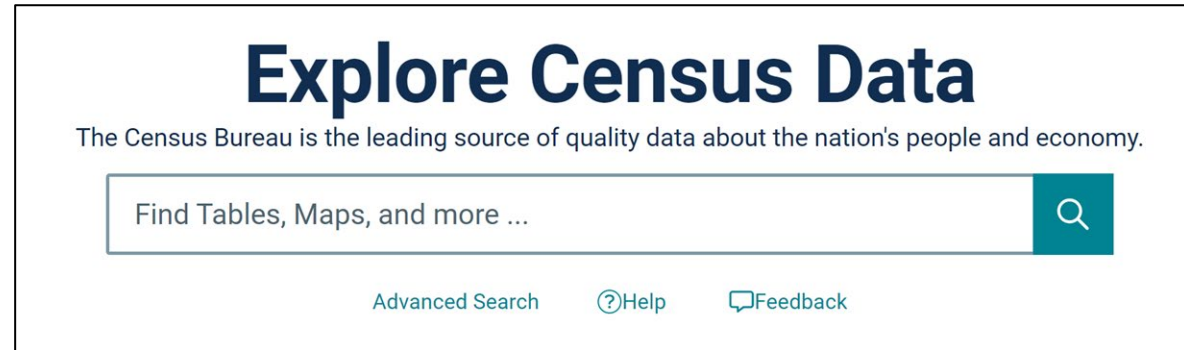 Explore Census Data
The Census Bureau is the leading source of quality data about the nation's people and economy.
Find Tables, Maps, and more ...
Advanced Search ?Help Feedback